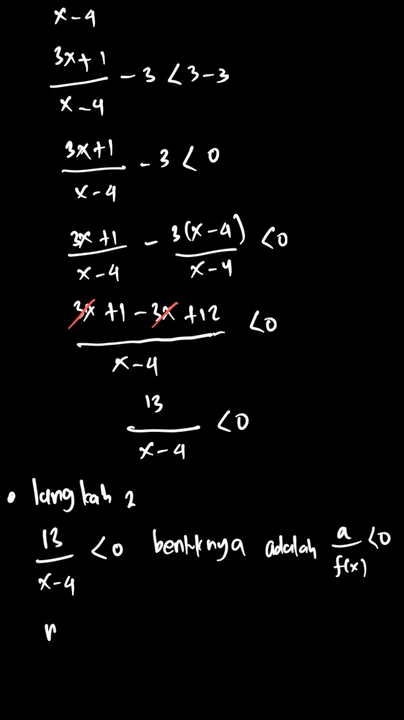 x-4
3x+1/x-4 - 3 < 3-3
3x+1/x-4 - 3 < 0
3x+1/x-4 - 3(x-4)/x-4 < 0
3x+1-3x+12/x-4 < 0
13/x-4 < 0
• langkah 2
13/x-4 < 0 bentuknya adalah a/f(x) < 0